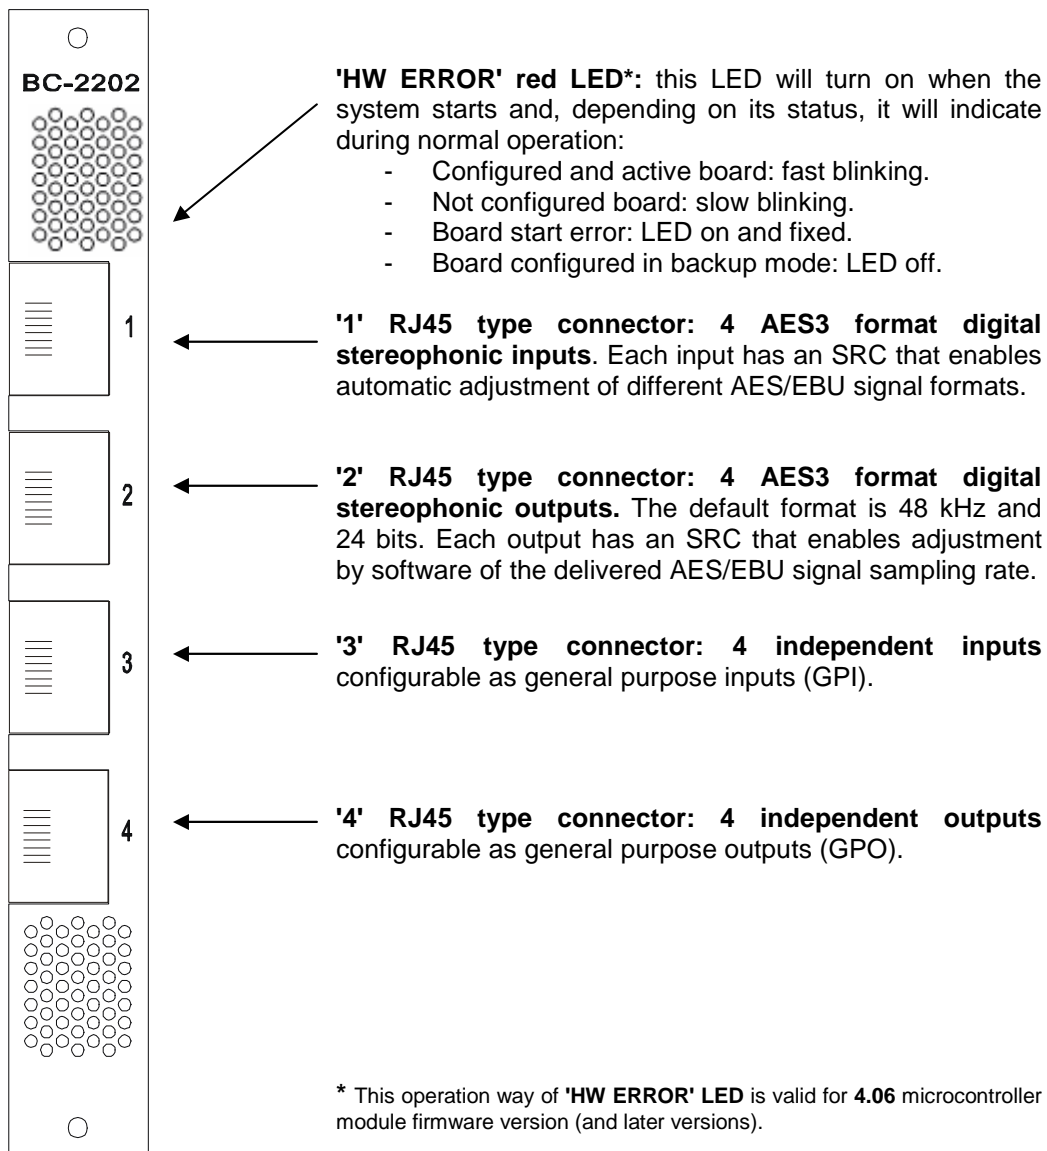 BC-2202
'HW ERROR' red LED*: this LED will turn on when the
system starts and, depending on its status, it will indicate
during normal operation:
- Configured and active board: fast blinking.
- Not configured board: slow blinking.
- Board start error: LED on and fixed.
- Board configured in backup mode: LED off.
1
'1' RJ45 type connector: 4 AES3 format digital
stereophonic inputs. Each input has an SRC that enables
automatic adjustment of different AES/EBU signal formats.
2
'2' RJ45 type connector: 4 AES3 format digital
stereophonic outputs. The default format is 48 kHz and
24 bits. Each output has an SRC that enables adjustment
by software of the delivered AES/EBU signal sampling rate.
3
'3' RJ45 type connector: 4 independent inputs
configurable as general purpose inputs (GPI).
4
'4' RJ45 type connector: 4 independent outputs
configurable as general purpose outputs (GPO).
* This operation way of 'HW ERROR' LED is valid for 4.06 microcontroller
module firmware version (and later versions).